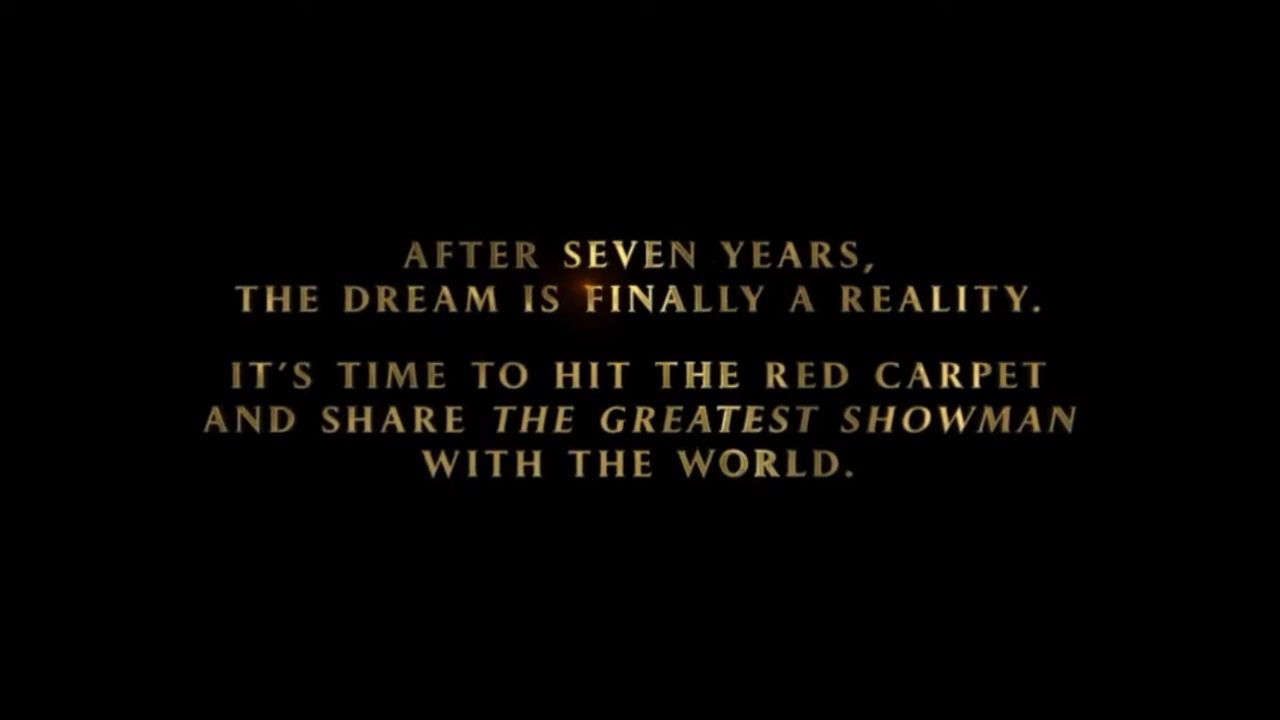 AFTER SEVEN YEARS,
THE DREAM IS FINALLY A REALITY.
IT'S TIME TO HIT THE RED CARPET
AND SHARE THE GREATEST SHOWMAN
WITH THE WORLD.